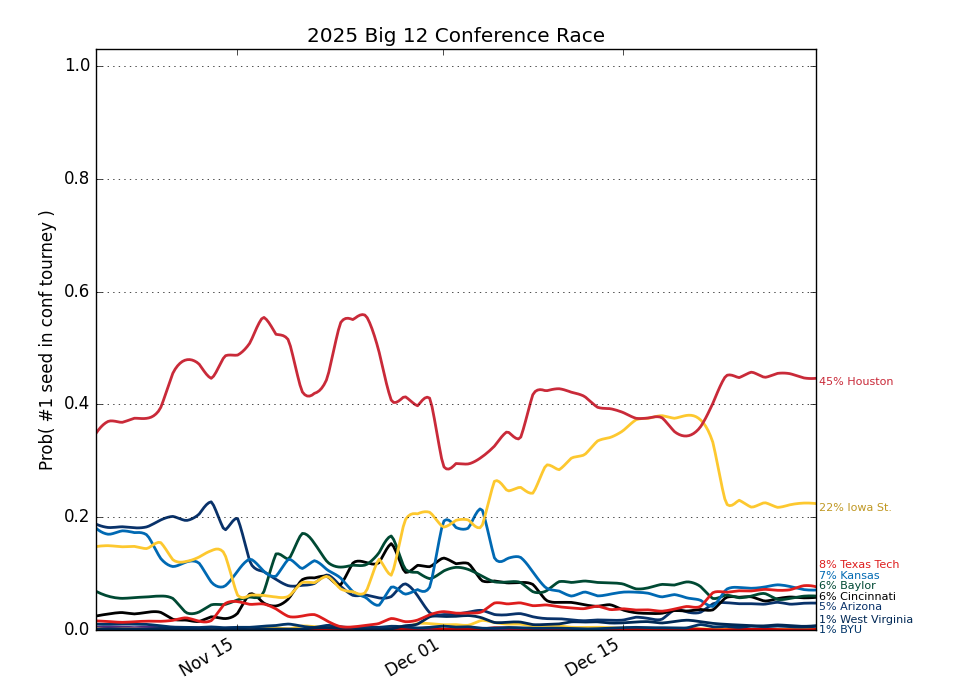 2025 Big 12 Conference Race
Prob( #1 seed in conf tourney )
1.0
0.8
0.6
0.4
0.2
0.0
Nov 15
Dec 01
Dec 15
45% Houston
22% Iowa St.
8% Texas Tech
7% Kansas
6% Baylor
6% Cincinnati
5% Arizona
1% West Virginia
1% BYU